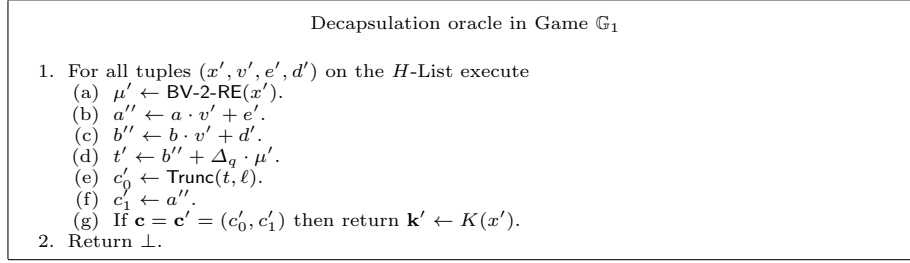 Decapsulation oracle in Game 𝔾₁
1. For all tuples (x′, v′, e′, d′) on the H-List execute
(a) μ′ ← BV-2-RE(x′).
(b) a″ ← a · v′ + e′.
(c) b″ ← b · v′ + d′.
(d) t′ ← b″ + Δ_q · μ′.
(e) c′₀ ← Trunc(t, ℓ).
(f) c′₁ ← a″.
(g) If 𝐜 = 𝐜′ = (c′₀, c′₁) then return 𝐤′ ← K(x′).
2. Return ⊥.